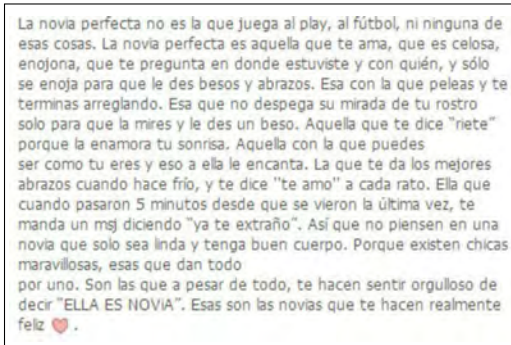 La novia perfecta no es la que juega al play, al fútbol, ni ninguna de
esas cosas. La novia perfecta es aquella que te ama, que es celosa,
enojona, que te pregunta en donde estuviste y con quién, y sólo
se enoja para que le des besos y abrazos. Esa con la que peleas y te
terminas arreglando. Esa que no despega su mirada de tu rostro
solo para que la mires y le des un beso. Aquella que te dice "riete"
porque la enamora tu sonrisa. Aquella con la que puedes
ser como tu eres y eso a ella le encanta. La que te da los mejores
abrazos cuando hace frío, y te dice "te amo" a cada rato. Ella que
cuando pasaron 5 minutos desde que se vieron la última vez, te
manda un msj diciendo "ya te extraño". Así que no piensen en una
novia que solo sea linda y tenga buen cuerpo. Porque existen chicas
maravillosas, esas que dan todo
por uno. Son las que a pesar de todo, te hacen sentir orgulloso de
decir "ELLA ES NOVIA". Esas son las novias que te hacen realmente
feliz ❤ .